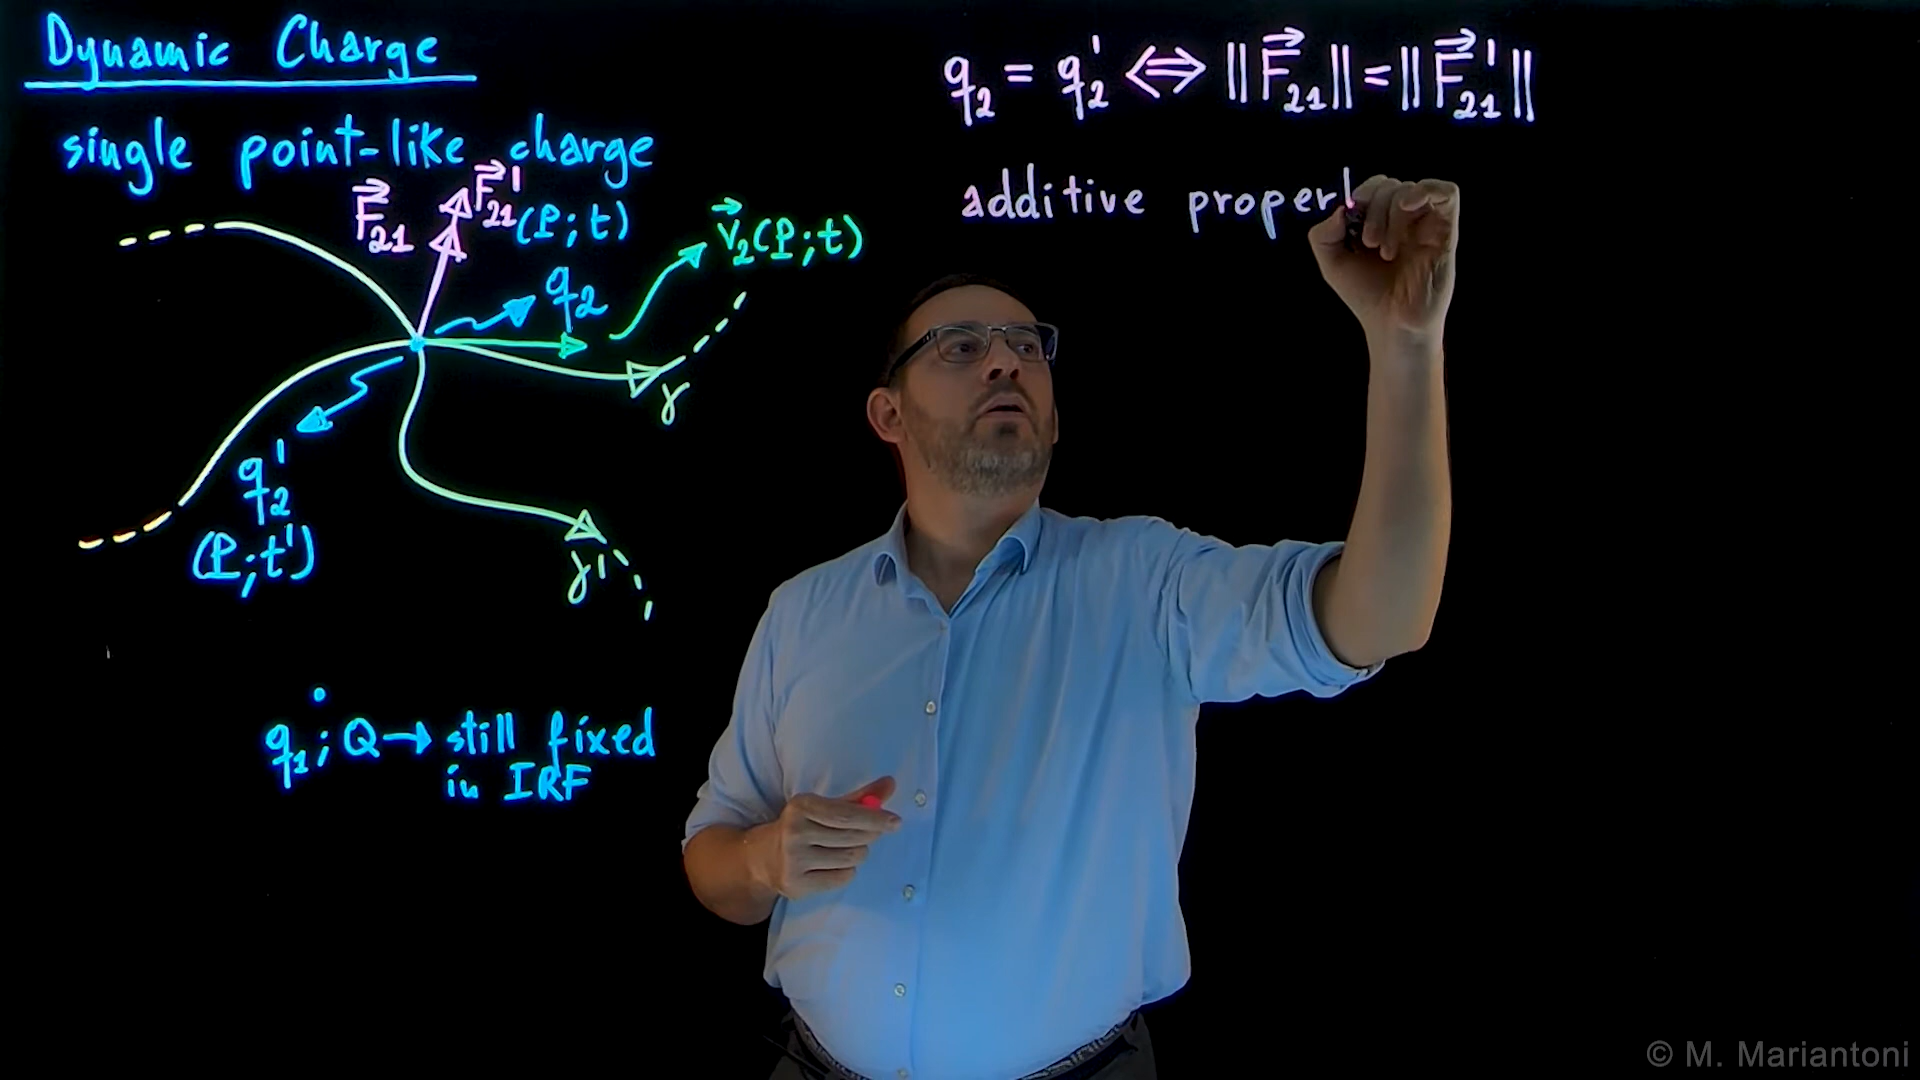 Dynamic Charge
single point-like charge
F⃗₂₁ F⃗'₂₁ (P;t)
q₂
v⃗₂(P;t)
γ
q'₂
(P;t')
γ'
q₁; Q → still fixed
in IRF
q₂ = q'₂ ⟺ ||F⃗₂₁|| = ||F⃗'₂₁||
additive propert
© M. Mariantoni